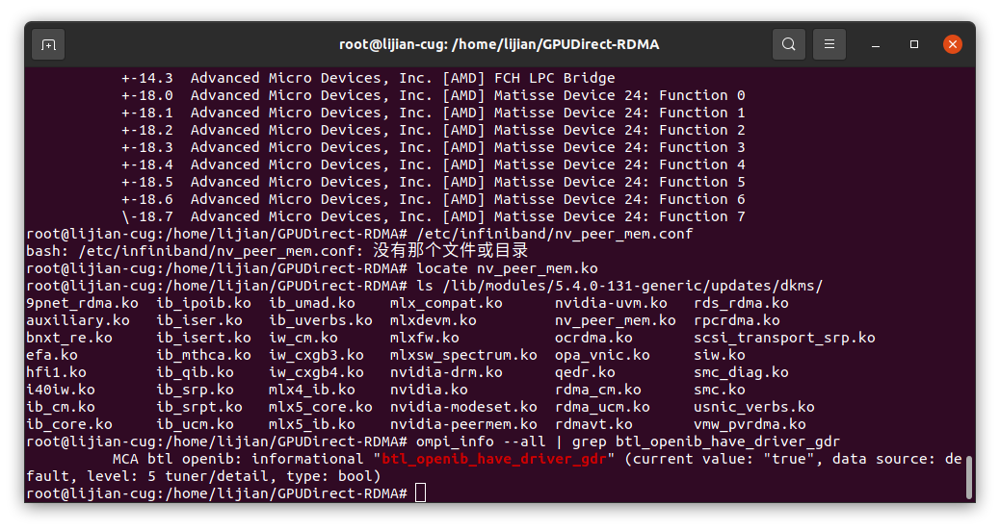 root@lijian-cug: /home/lijian/GPUDirect-RDMA
+-14.3  Advanced Micro Devices, Inc. [AMD] FCH LPC Bridge
+-18.0  Advanced Micro Devices, Inc. [AMD] Matisse Device 24: Function 0
+-18.1  Advanced Micro Devices, Inc. [AMD] Matisse Device 24: Function 1
+-18.2  Advanced Micro Devices, Inc. [AMD] Matisse Device 24: Function 2
+-18.3  Advanced Micro Devices, Inc. [AMD] Matisse Device 24: Function 3
+-18.4  Advanced Micro Devices, Inc. [AMD] Matisse Device 24: Function 4
+-18.5  Advanced Micro Devices, Inc. [AMD] Matisse Device 24: Function 5
+-18.6  Advanced Micro Devices, Inc. [AMD] Matisse Device 24: Function 6
\-18.7  Advanced Micro Devices, Inc. [AMD] Matisse Device 24: Function 7
root@lijian-cug:/home/lijian/GPUDirect-RDMA# /etc/infiniband/nv_peer_mem.conf
bash: /etc/infiniband/nv_peer_mem.conf: 没有那个文件或目录
root@lijian-cug:/home/lijian/GPUDirect-RDMA# locate nv_peer_mem.ko
root@lijian-cug:/home/lijian/GPUDirect-RDMA# ls /lib/modules/5.4.0-131-generic/updates/dkms/
9pnet_rdma.ko  ib_ipoib.ko  ib_umad.ko    mlx_compat.ko      nvidia-uvm.ko   rds_rdma.ko
auxiliary.ko   ib_iser.ko   ib_uverbs.ko  mlxdevm.ko         nv_peer_mem.ko  rpcrdma.ko
bnxt_re.ko     ib_isert.ko  iw_cm.ko      mlxfw.ko           ocrdma.ko       scsi_transport_srp.ko
efa.ko         ib_mthca.ko  iw_cxgb3.ko   mlxsw_spectrum.ko  opa_vnic.ko     siw.ko
hfi1.ko        ib_qib.ko    iw_cxgb4.ko   nvidia-drm.ko      qedr.ko         smc_diag.ko
i40iw.ko       ib_srp.ko    mlx4_ib.ko    nvidia.ko          rdma_cm.ko      smc.ko
ib_cm.ko       ib_srpt.ko   mlx5_core.ko  nvidia-modeset.ko  rdma_ucm.ko     usnic_verbs.ko
ib_core.ko     ib_ucm.ko    mlx5_ib.ko    nvidia-peermem.ko  rdmavt.ko       vmw_pvrdma.ko
root@lijian-cug:/home/lijian/GPUDirect-RDMA# ompi_info --all | grep btl_openib_have_driver_gdr
MCA btl openib: informational "btl_openib_have_driver_gdr" (current value: "true", data source: de
fault, level: 5 tuner/detail, type: bool)
root@lijian-cug:/home/lijian/GPUDirect-RDMA#